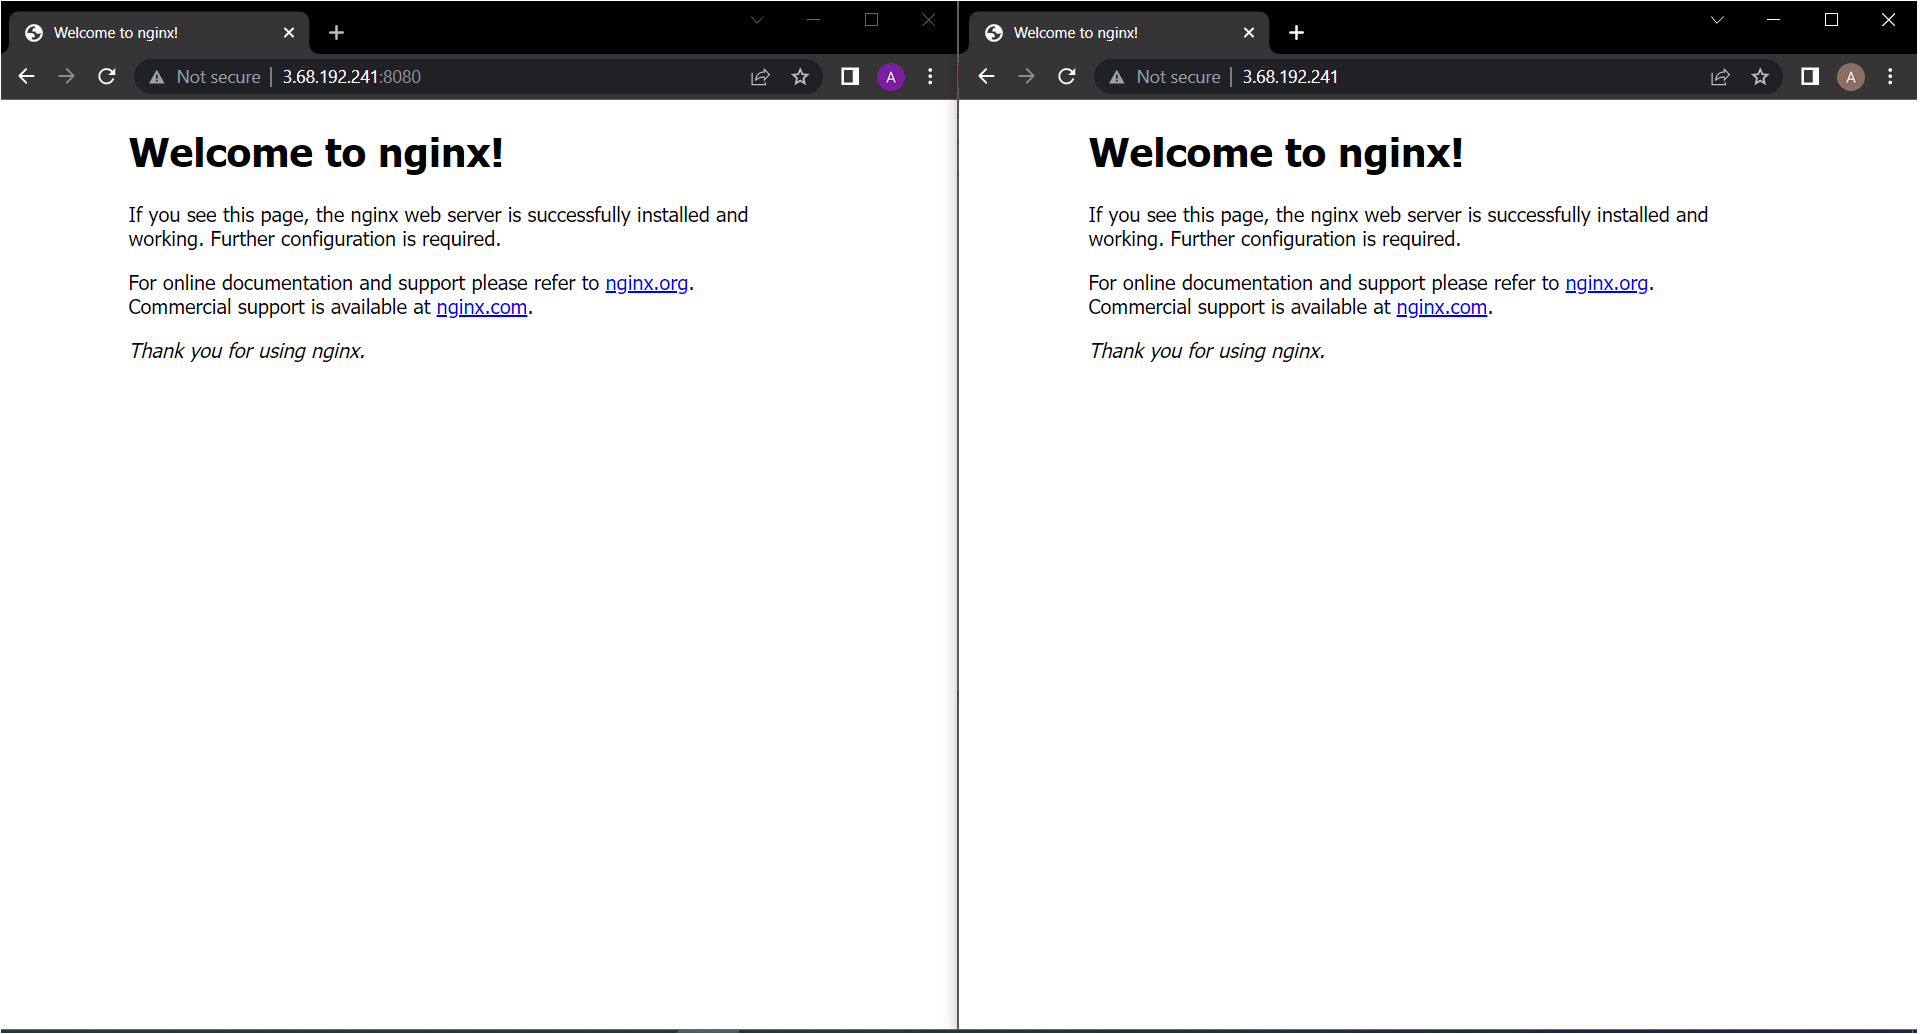 Welcome to nginx!
Not secure | 3.68.192.241:8080
A
Welcome to nginx!
If you see this page, the nginx web server is successfully installed and
working. Further configuration is required.
For online documentation and support please refer to nginx.org.
Commercial support is available at nginx.com.
Thank you for using nginx.
Welcome to nginx!
Not secure | 3.68.192.241
A
Welcome to nginx!
If you see this page, the nginx web server is successfully installed and
working. Further configuration is required.
For online documentation and support please refer to nginx.org.
Commercial support is available at nginx.com.
Thank you for using nginx.